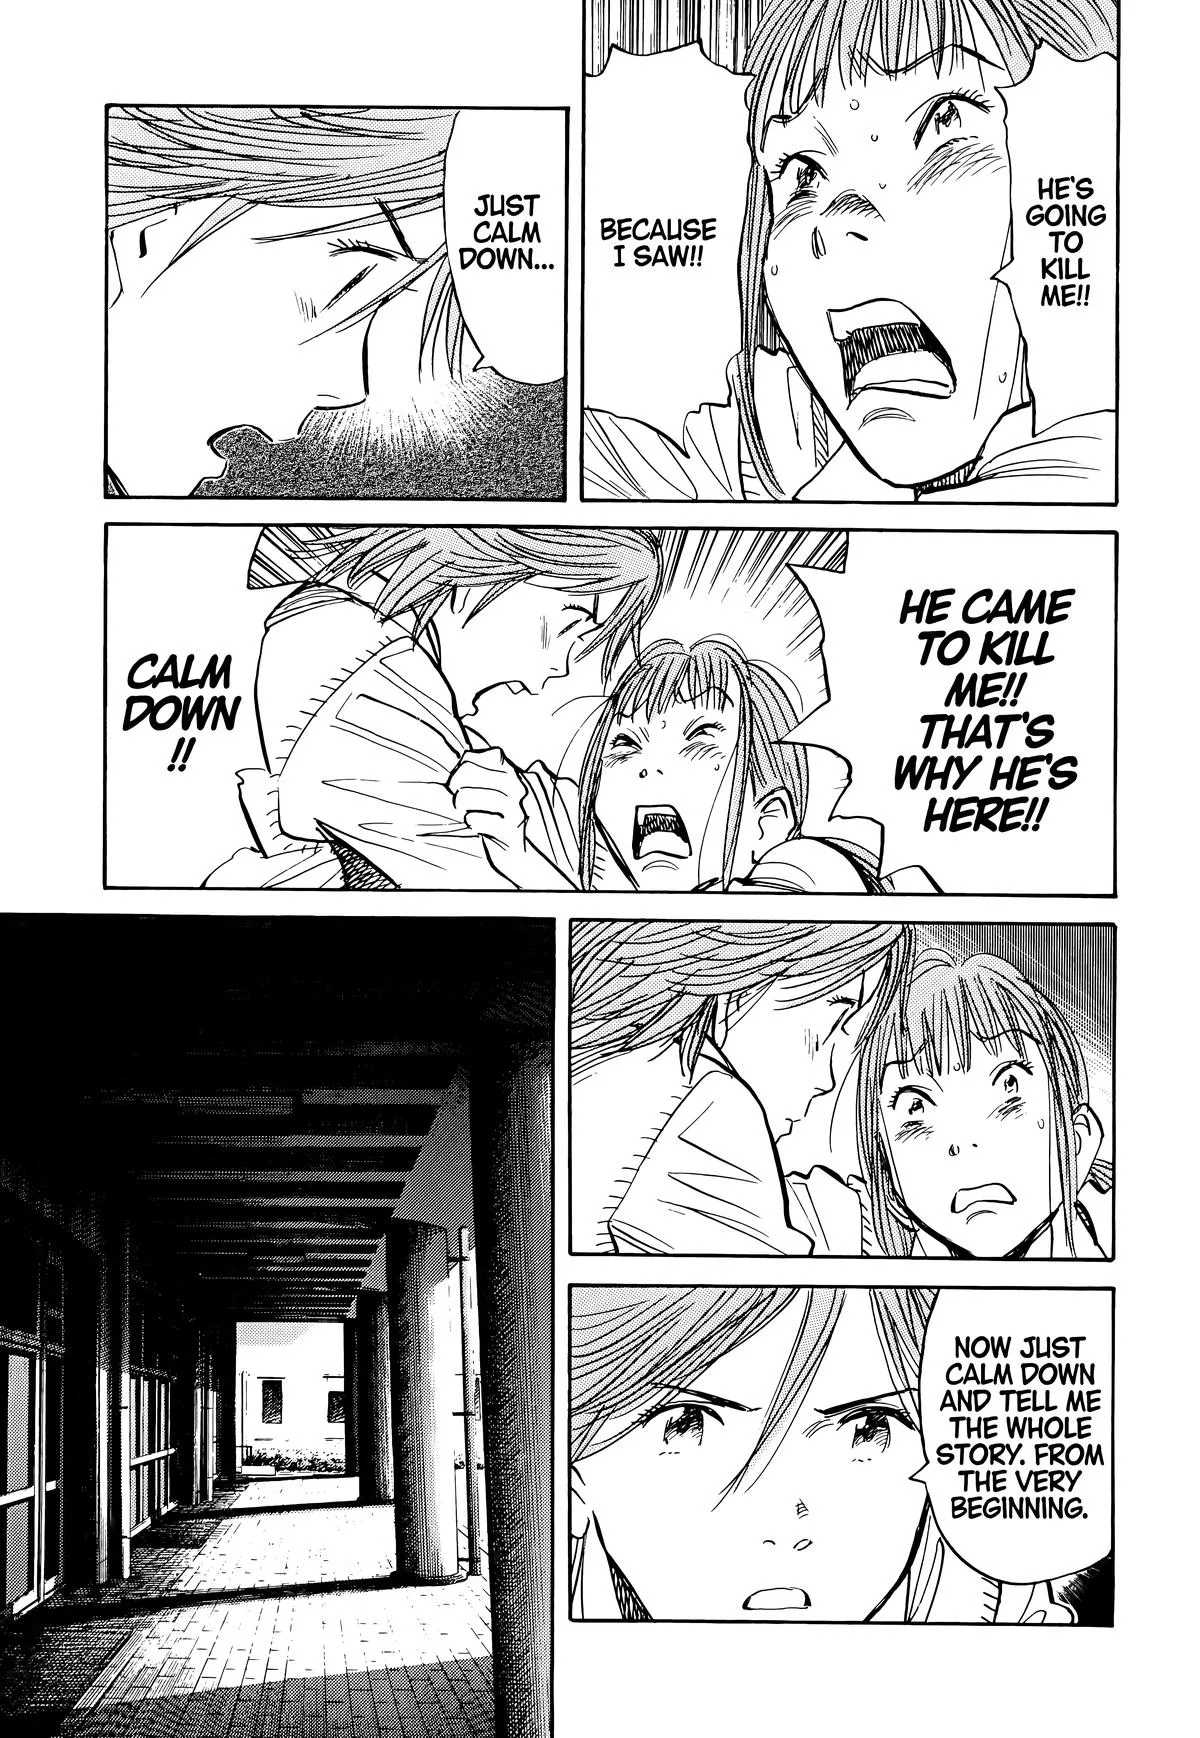 HE'S
GOING
TO
KILL
ME!!
BECAUSE
I SAW!!
JUST
CALM
DOWN...
HE CAME
TO KILL
ME!!
THAT'S
WHY HE'S
HERE!!
CALM
DOWN
!!
NOW JUST
CALM DOWN
AND TELL ME
THE WHOLE
STORY. FROM
THE VERY
BEGINNING.